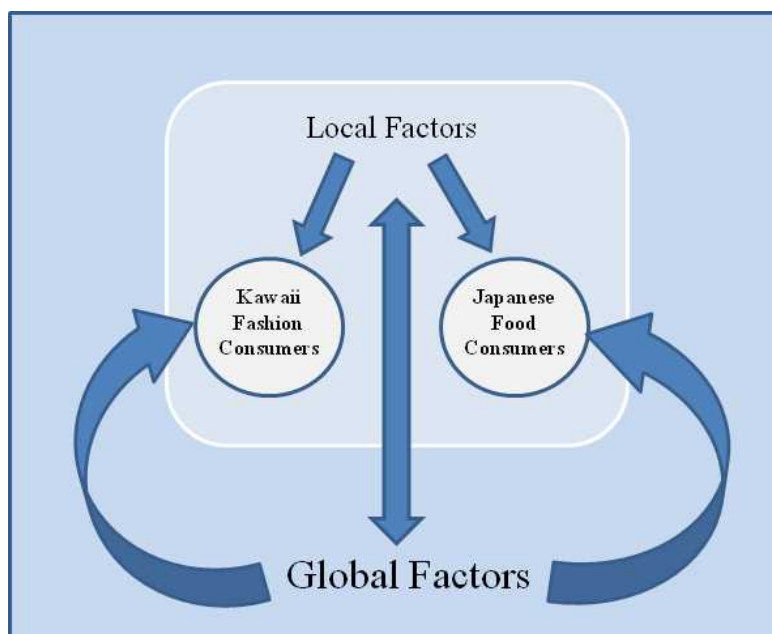 Local Factors
Kawaii
Fashion
Consumers
Japanese
Food
Consumers
Global Factors